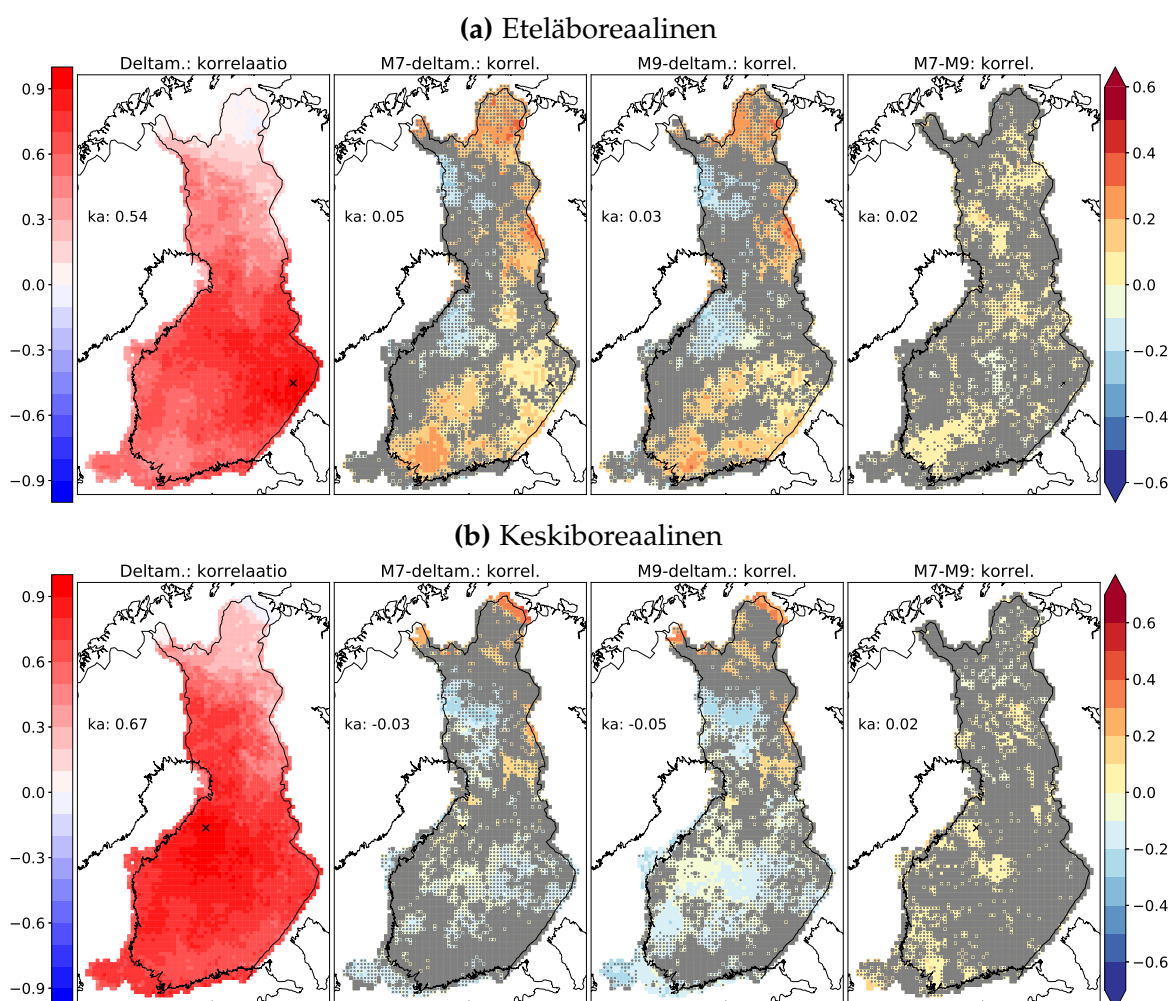 (a) Eteläboreaalinen
Deltam.: korrelaatio
M7-deltam.: korrel.
M9-deltam.: korrel.
M7-M9: korrel.
0.9
0.6
0.3
0.0
−0.3
−0.6
−0.9
ka: 0.54
ka: 0.05
ka: 0.03
ka: 0.02
0.6
0.4
0.2
0.0
−0.2
−0.4
−0.6
(b) Keskiboreaalinen
Deltam.: korrelaatio
M7-deltam.: korrel.
M9-deltam.: korrel.
M7-M9: korrel.
0.9
0.6
0.3
0.0
−0.3
−0.6
−0.9
ka: 0.67
ka: -0.03
ka: -0.05
ka: 0.02
0.6
0.4
0.2
0.0
−0.2
−0.4
−0.6